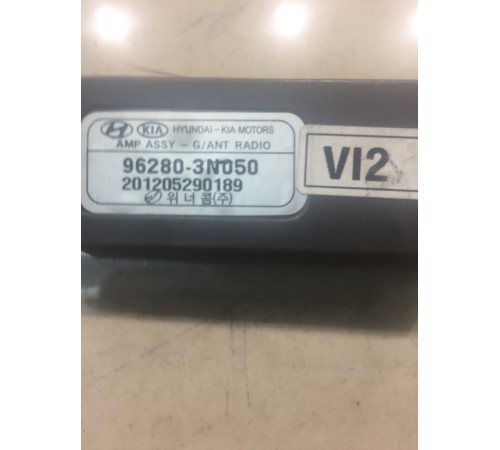 KIA HYUNDAI-KIA MOTORS
AMP ASSY - G/ANT RADIO
96280-3N050
201205290189
위너콤(주)
VI2